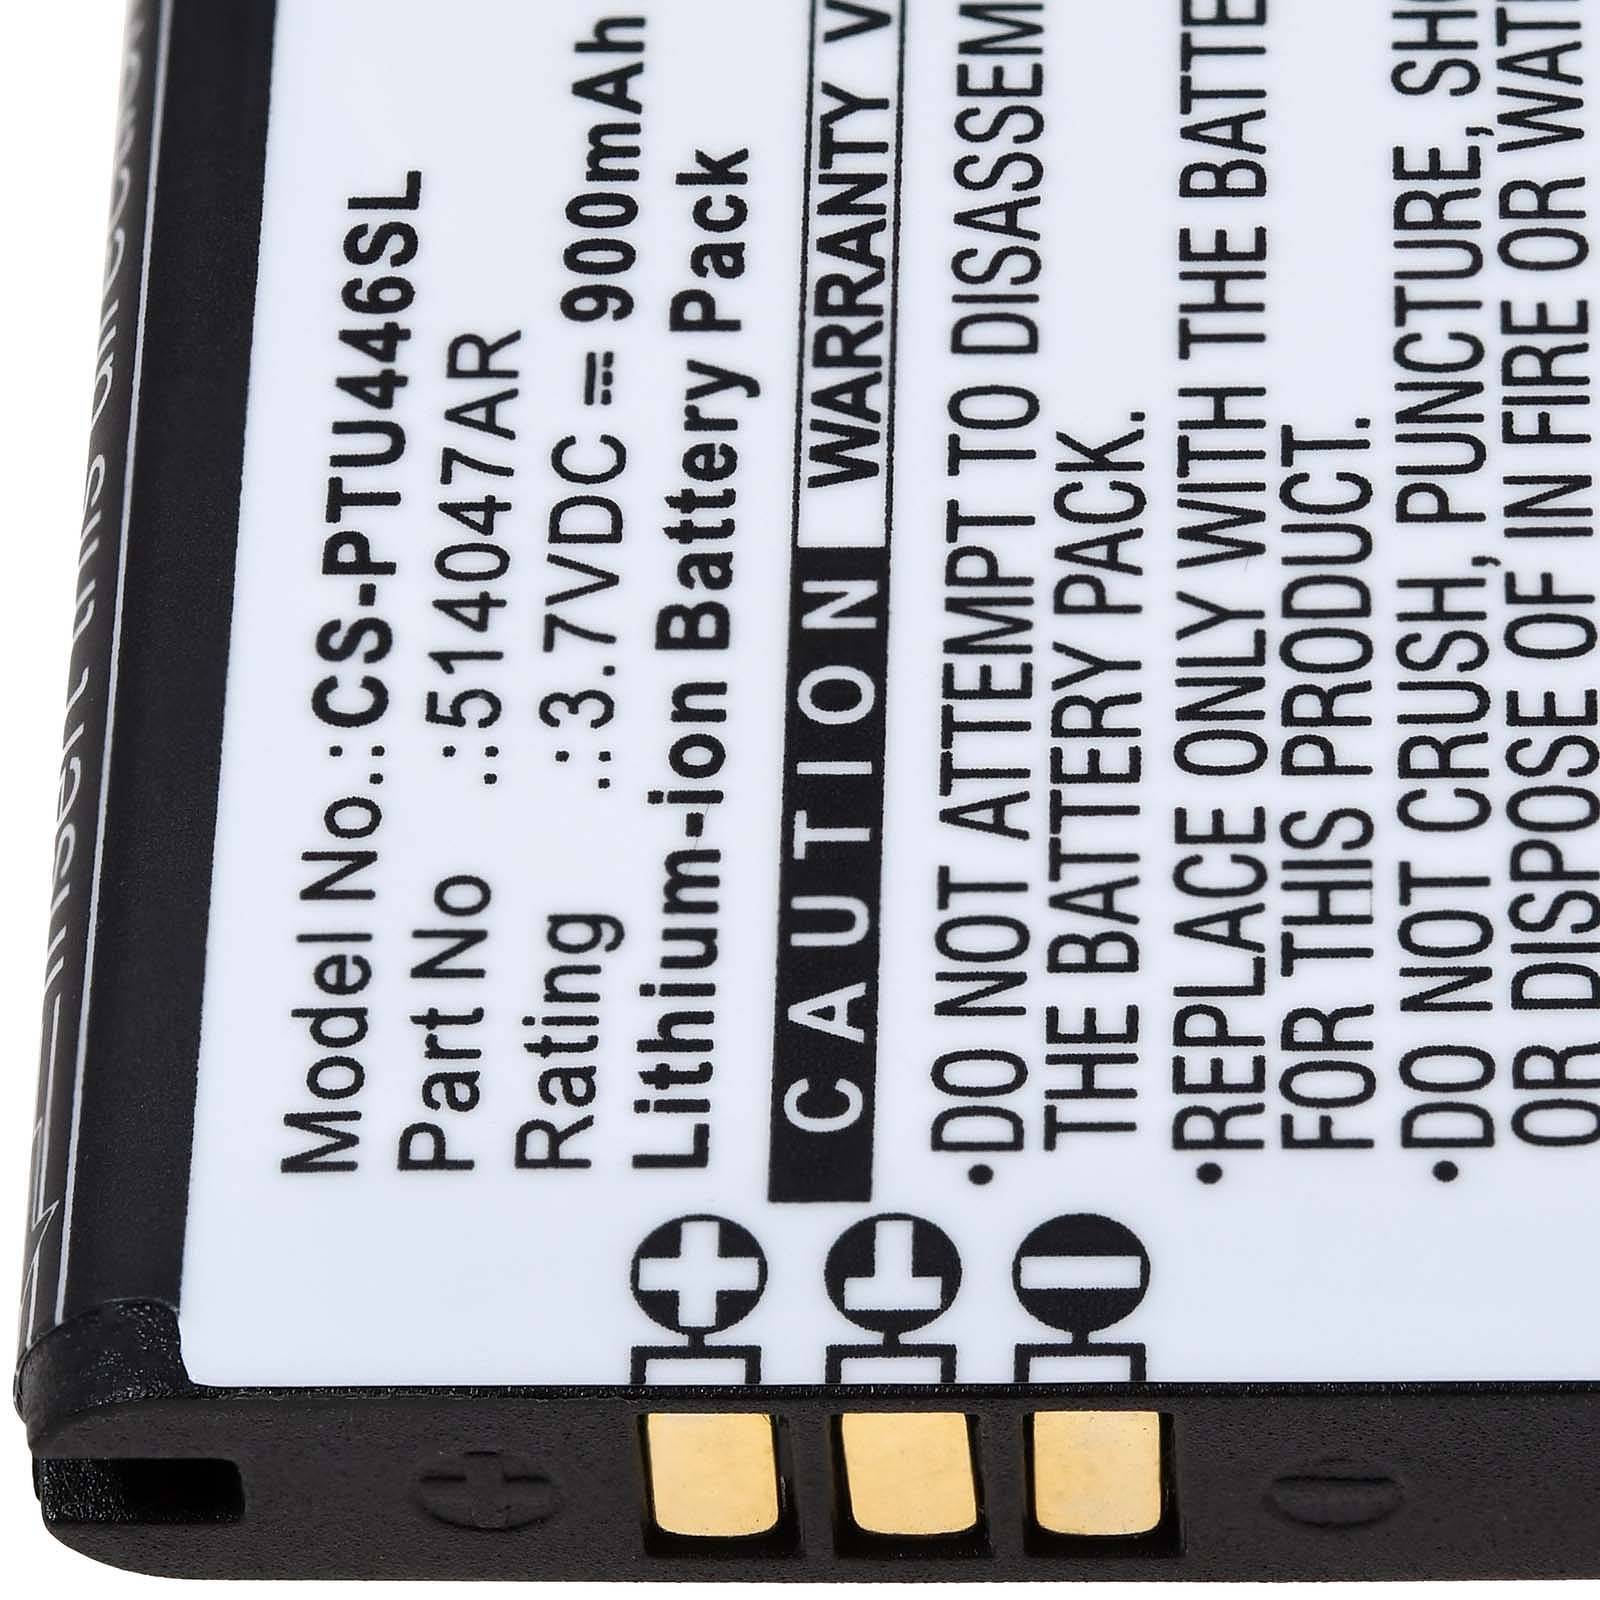 Model No.:CS-PTU446SL
Part No .:514047AR
Rating .:3.7VDC 900mAh
Lithium-ion Battery Pack
CAUTION WARRANTY V
•DO NOT ATTEMPT TO DISASSEM
THE BATTERY PACK.
•REPLACE ONLY WITH THE BATTE
FOR THIS PRODUCT.
•DO NOT CRUSH, PUNCTURE, SHO
OR DISPOSE OF IN FIRE OR WATE
+
T
-
+
-